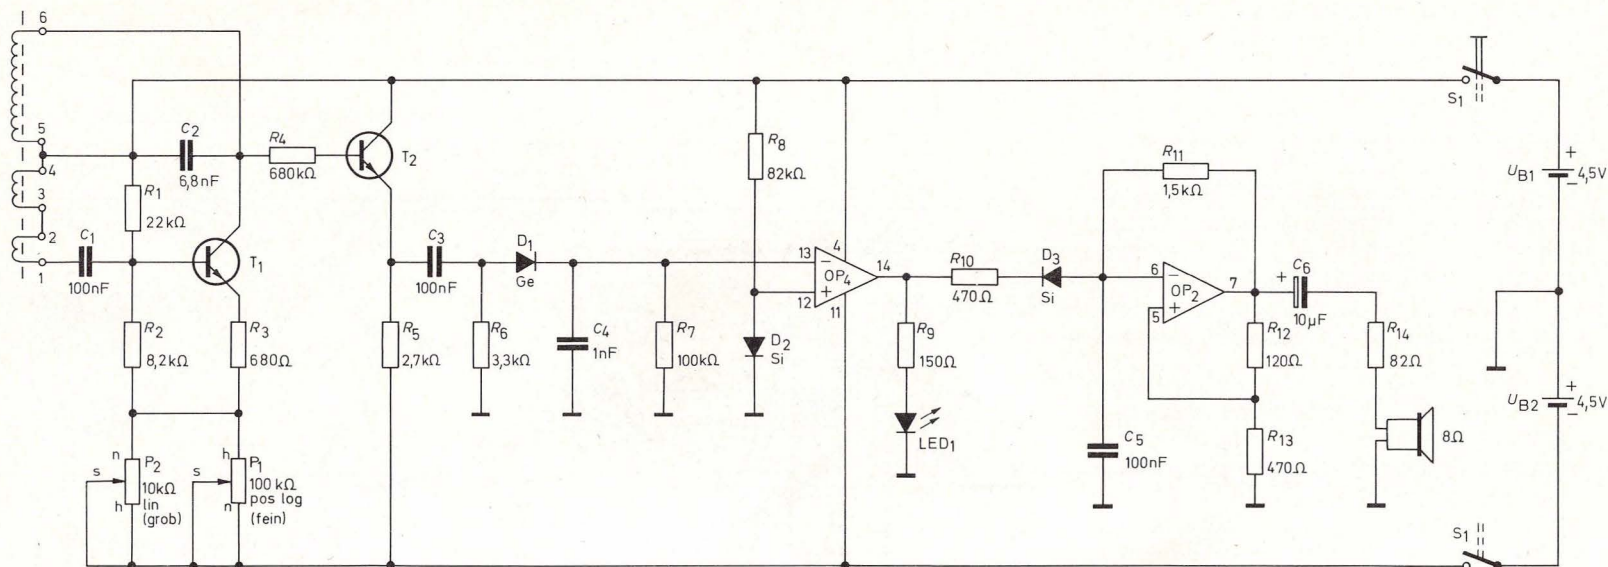 6
5
4
3
2
1
C1
100nF
C2
6,8nF
R1
22kΩ
T1
R2
8,2kΩ
R3
680Ω
n
s
P2
10kΩ
lin
(grob)
h
h
s
P1
100 kΩ
pos log
(fein)
n
R4
680kΩ
T2
R5
2,7kΩ
C3
100nF
R6
3,3kΩ
D1
Ge
C4
1nF
R7
100kΩ
R8
82kΩ
D2
Si
13
12
−
+
OP4
4
11
14
R9
150Ω
LED1
R10
470Ω
D3
Si
C5
100nF
R11
1,5kΩ
6
5
−
+
OP2
7
R12
120Ω
R13
470Ω
+
C6
10µF
R14
82Ω
8Ω
S1
S1
UB1
+
−
4,5V
UB2
+
−
4,5V